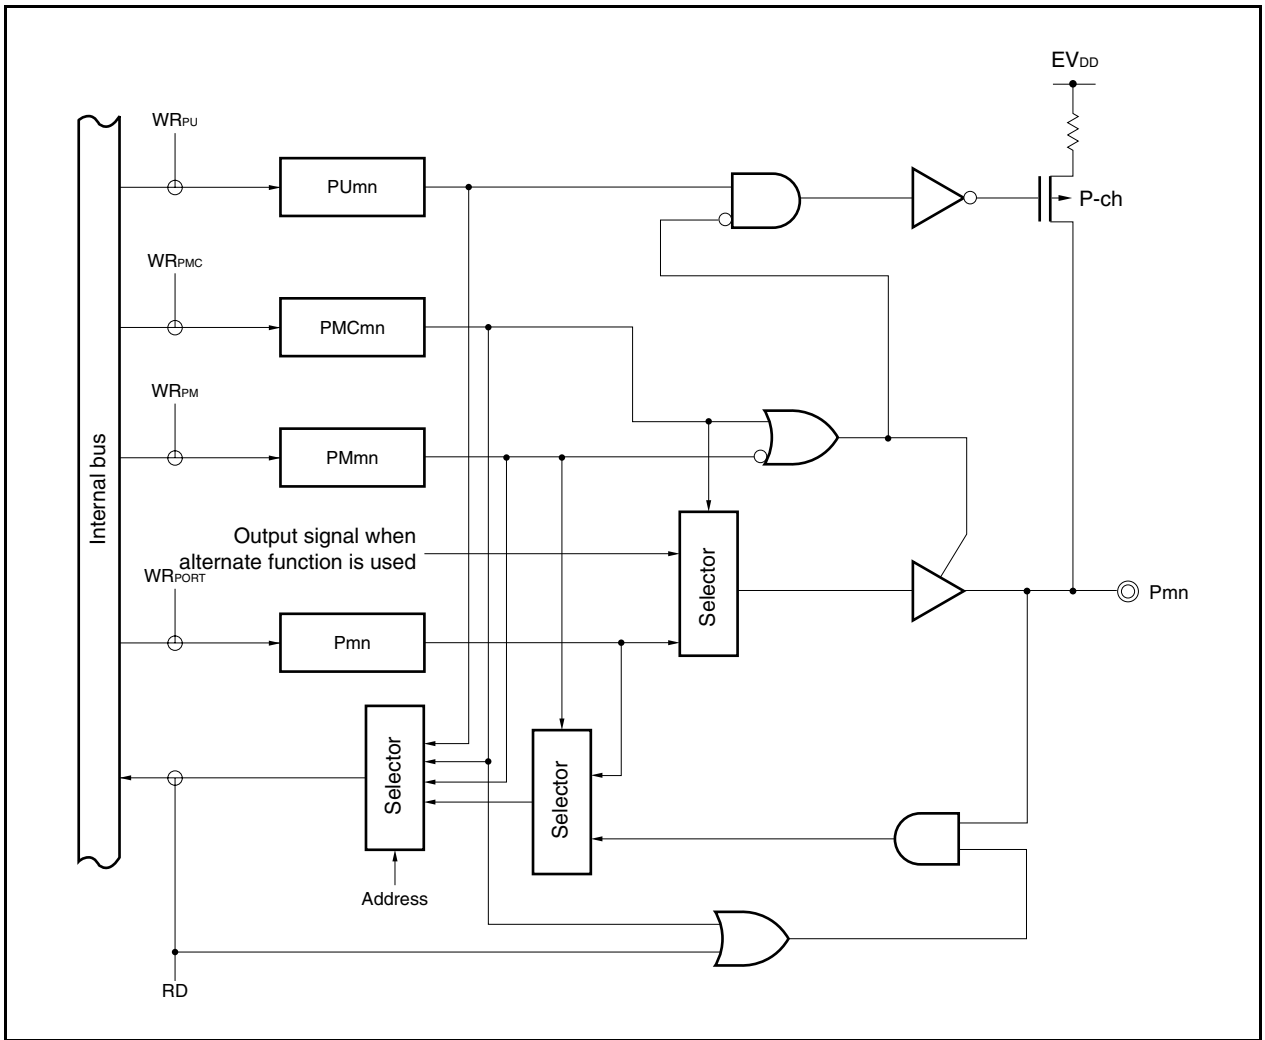 EVDD
WRPU
PUmn
P-ch
WRPMC
PMCmn
WRPM
PMmn
Internal bus
Output signal when
alternate function is used
WRPORT
Selector
Pmn
Pmn
Selector
Selector
Address
RD